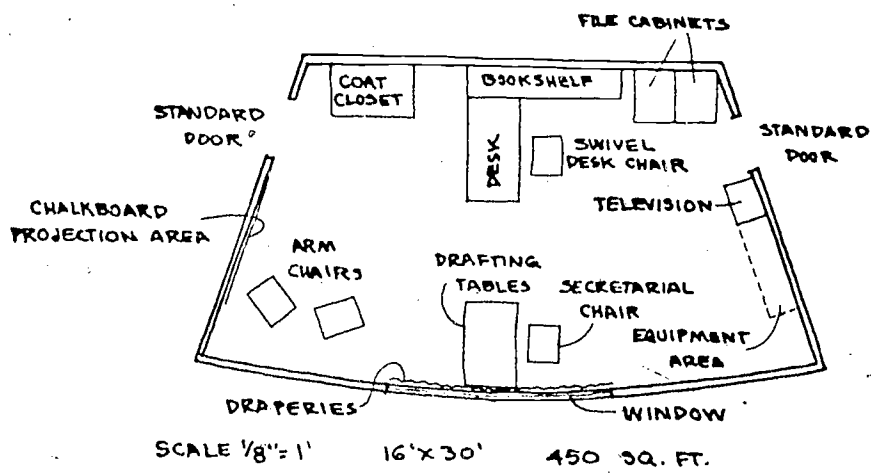 FILE CABINETS
COAT
CLOSET
BOOKSHELF
STANDARD
DOOR
DESK
SWIVEL
DESK CHAIR
STANDARD
DOOR
TELEVISION
CHALKBOARD
PROJECTION AREA
ARM
CHAIRS
DRAFTING
TABLES
SECRETARIAL
CHAIR
EQUIPMENT
AREA
DRAPERIES
WINDOW
SCALE 1/8"=1' 16'X30' 450 SQ. FT.